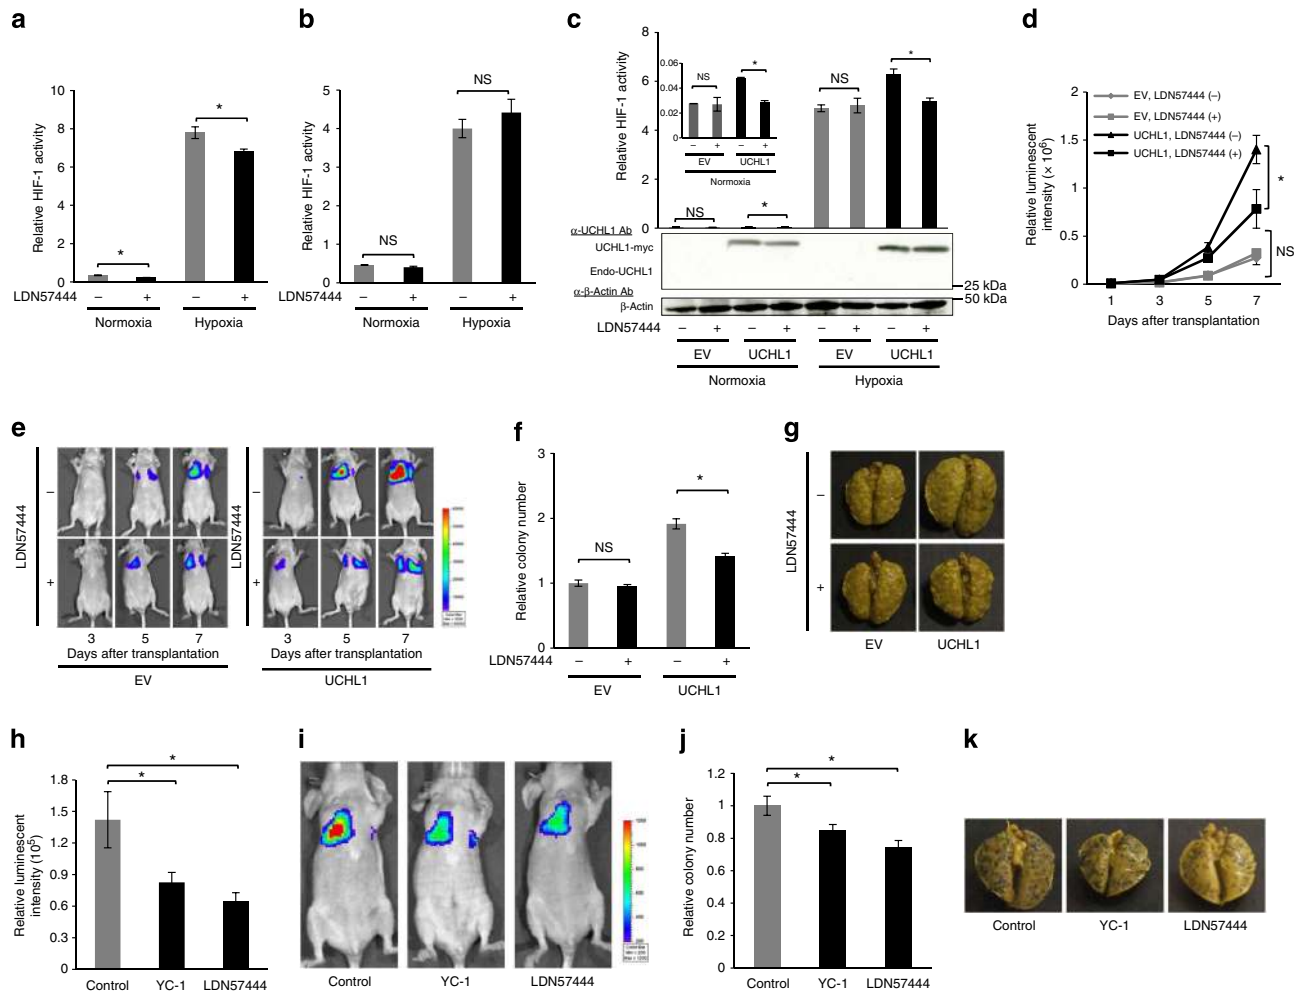 a
Relative HIF-1 activity
10
8
6
4
2
0
*
*
LDN57444
– + – +
Normoxia Hypoxia
b
Relative HIF-1 activity
5
4
3
2
1
0
NS
NS
LDN57444
– + – +
Normoxia Hypoxia
c
Relative HIF-1 activity
8
6
4
2
0
0.06
0.04
0.02
0
NS
*
– + – +
EV UCHL1
Normoxia
NS
*
NS
*
α-UCHL1 Ab
UCHL1-myc
Endo-UCHL1
25 kDa
α-β-Actin Ab
50 kDa
β-Actin
LDN57444 – + – + – + – +
EV UCHL1 EV UCHL1
Normoxia Hypoxia
d
Relative luminescent
intensity (× 10⁶)
2
1.5
1
0.5
0
EV, LDN57444 (–)
EV, LDN57444 (+)
UCHL1, LDN57444 (–)
UCHL1, LDN57444 (+)
*
NS
1 3 5 7
Days after transplantation
e
LDN57444
–
+
LDN57444
–
+
3 5 7
Days after transplantation
EV
3 5 7
Days after transplantation
UCHL1
f
Relative colony number
3
2
1
0
NS
*
LDN57444 – + – +
EV UCHL1
g
LDN57444
–
+
EV UCHL1
h
Relative luminescent
intensity (10⁵)
1.8
1.5
1.2
0.9
0.6
0.3
0
*
*
Control YC-1 LDN57444
i
Control YC-1 LDN57444
j
Relative colony number
1.2
1
0.8
0.6
0.4
0.2
0
*
*
Control YC-1 LDN57444
k
Control YC-1 LDN57444